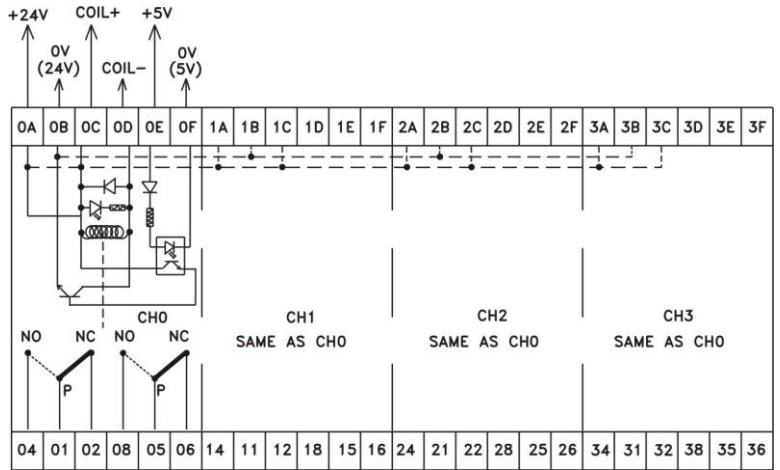 +24V COIL+ +5V
0V (24V) COIL- 0V (5V)
0A 0B 0C 0D 0E 0F 1A 1B 1C 1D 1E 1F 2A 2B 2C 2D 2E 2F 3A 3B 3C 3D 3E 3F
CH0 CH1 CH2 CH3
SAME AS CH0 SAME AS CH0 SAME AS CH0
NO NC NO NC
P P
04 01 02 08 05 06 14 11 12 18 15 16 24 21 22 28 25 26 34 31 32 38 35 36